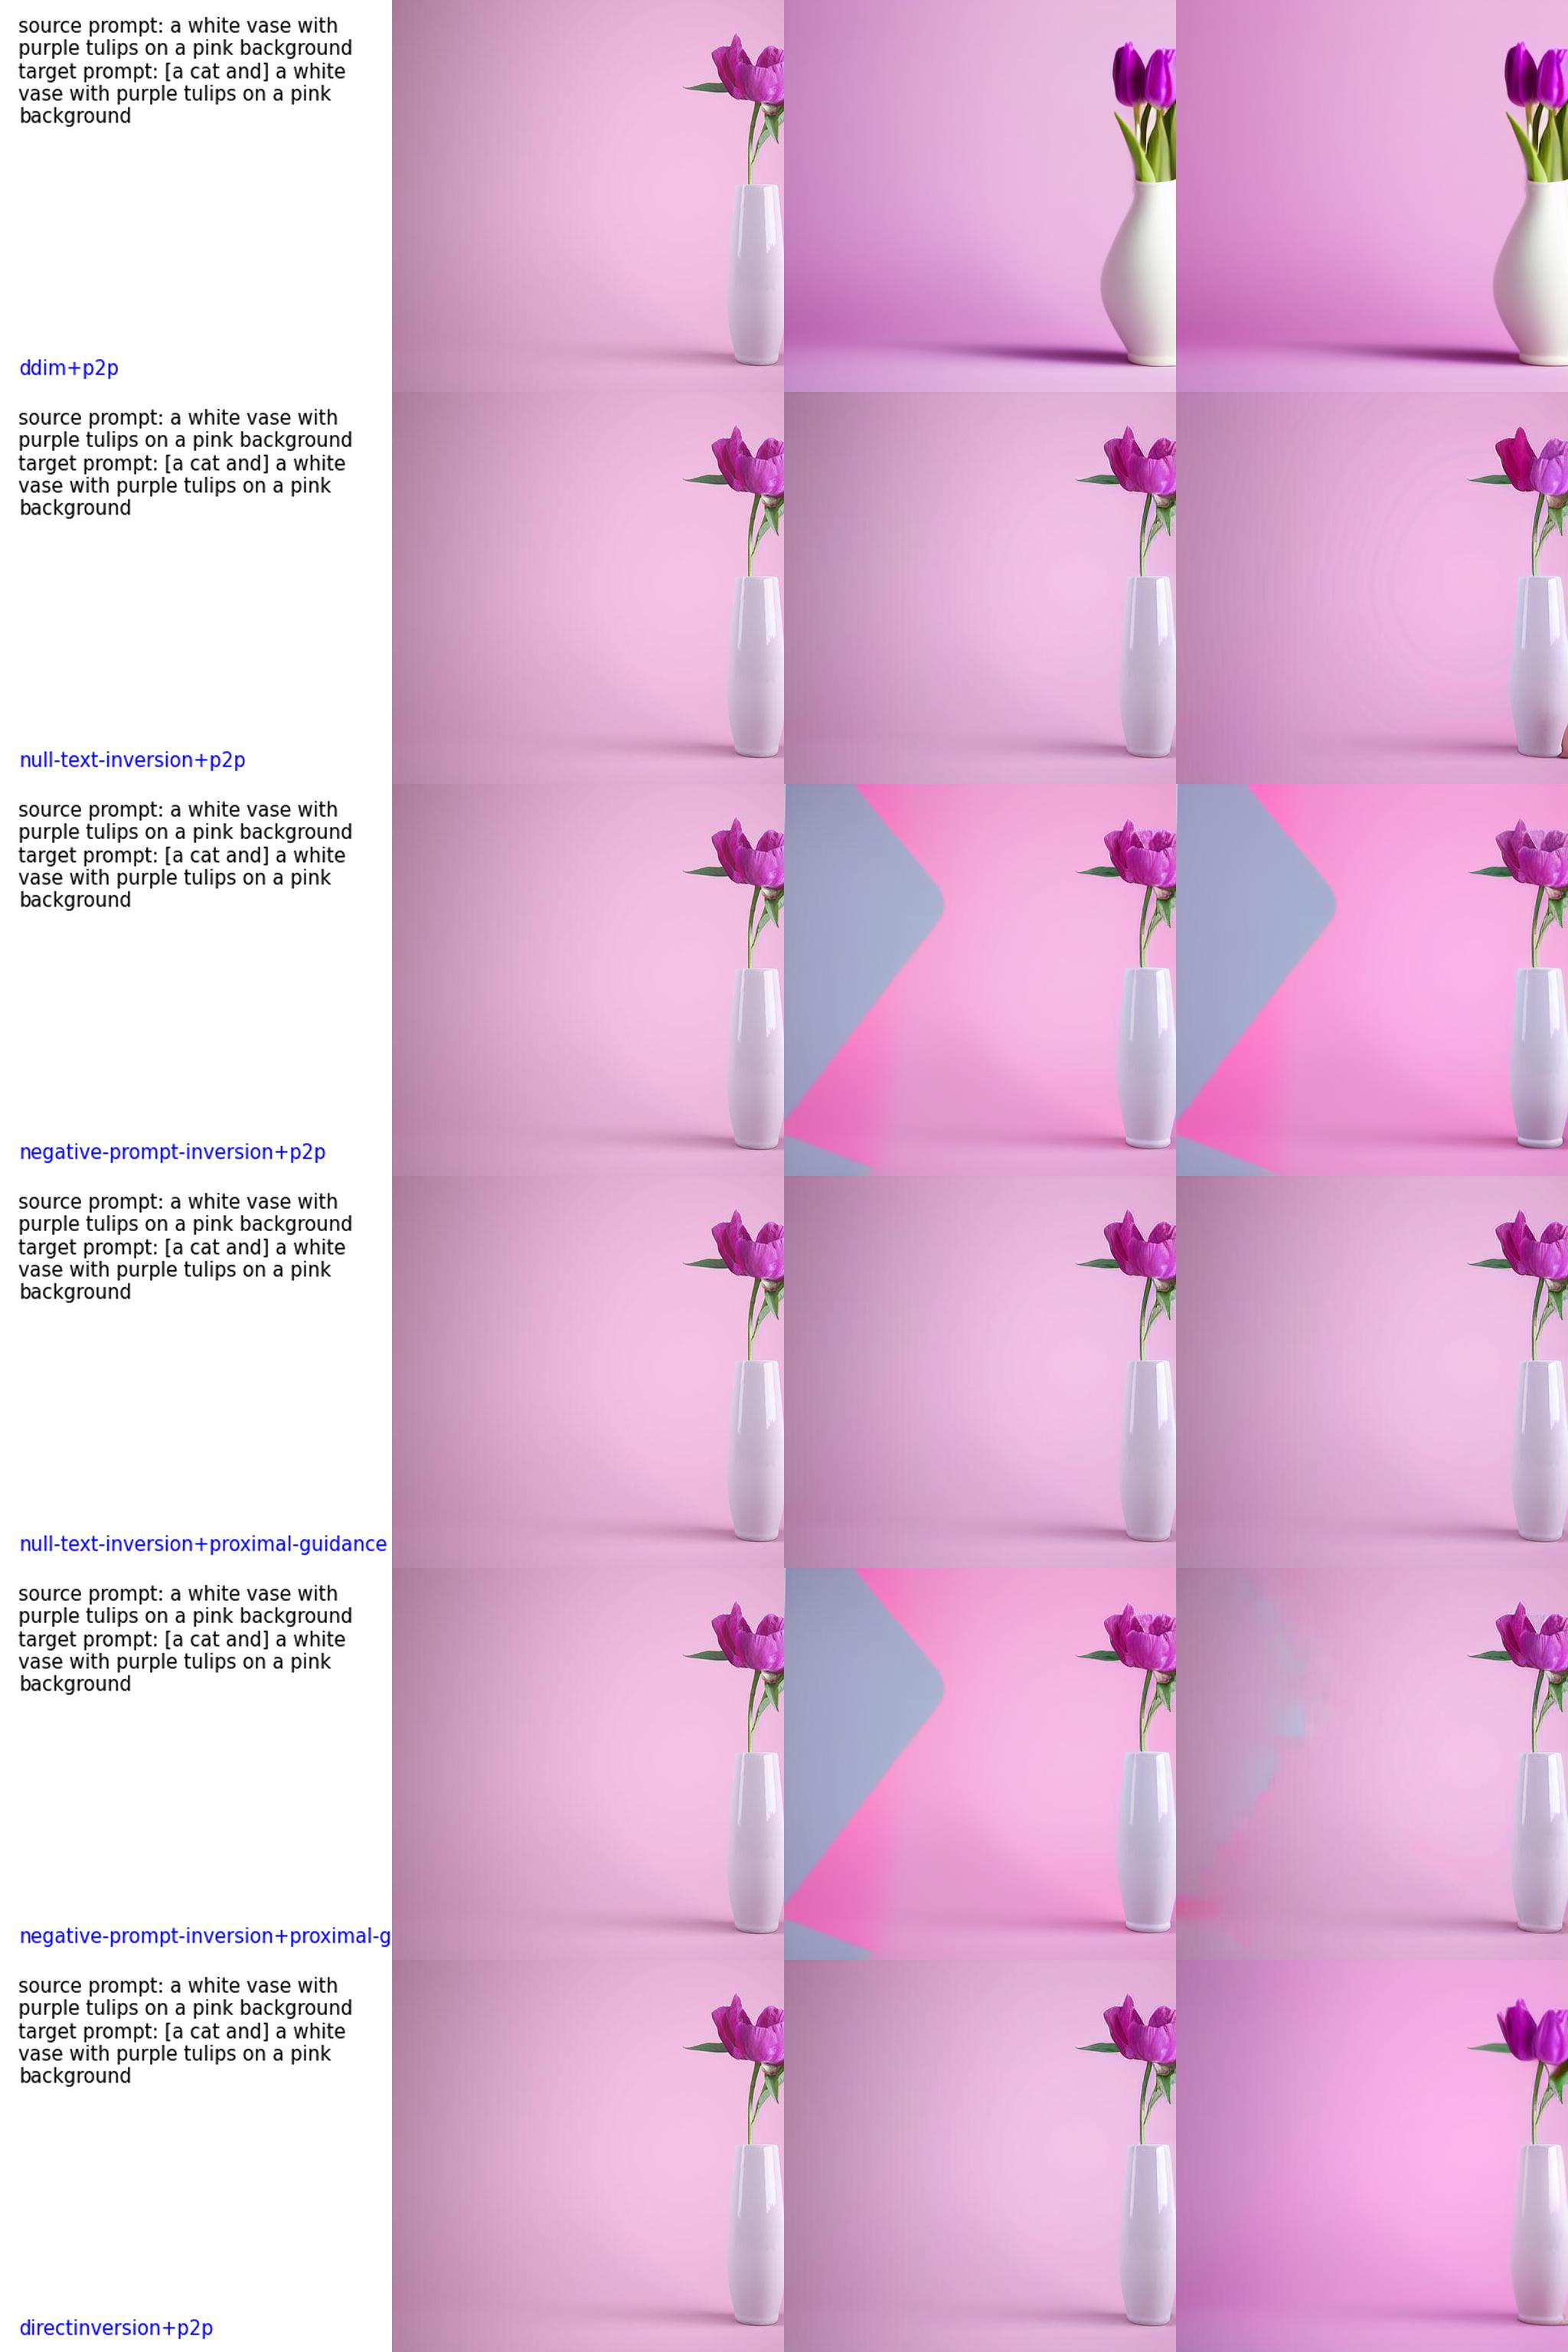 source prompt: a white vase with
purple tulips on a pink background
target prompt: [a cat and] a white
vase with purple tulips on a pink
background
ddim+p2p
source prompt: a white vase with
purple tulips on a pink background
target prompt: [a cat and] a white
vase with purple tulips on a pink
background
null-text-inversion+p2p
source prompt: a white vase with
purple tulips on a pink background
target prompt: [a cat and] a white
vase with purple tulips on a pink
background
negative-prompt-inversion+p2p
source prompt: a white vase with
purple tulips on a pink background
target prompt: [a cat and] a white
vase with purple tulips on a pink
background
null-text-inversion+proximal-guidance
source prompt: a white vase with
purple tulips on a pink background
target prompt: [a cat and] a white
vase with purple tulips on a pink
background
negative-prompt-inversion+proximal-g
source prompt: a white vase with
purple tulips on a pink background
target prompt: [a cat and] a white
vase with purple tulips on a pink
background
directinversion+p2p